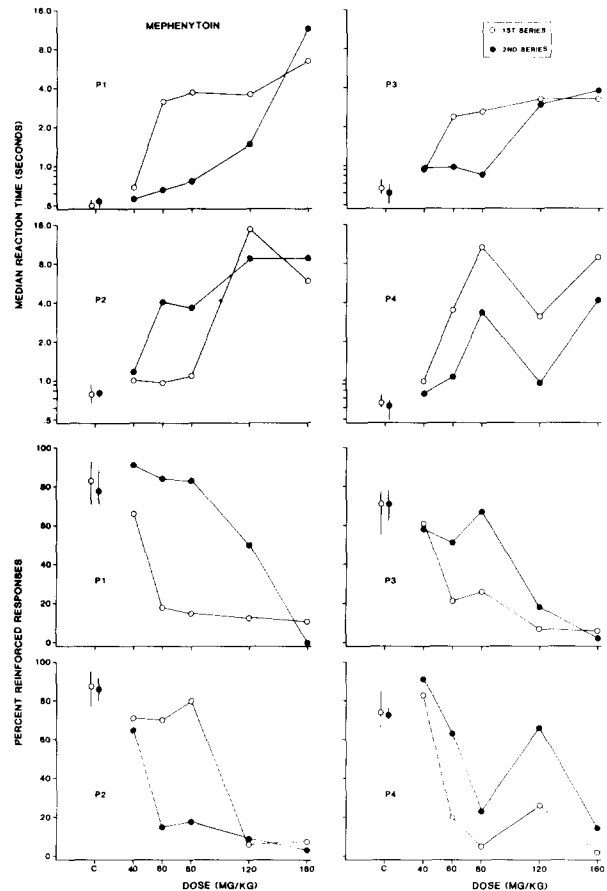 MEPHENYTOIN
○ 1ST SERIES
● 2ND SERIES
MEDIAN REACTION TIME (SECONDS)
16.0
8.0
4.0
2.0
1.0
.5
P1
P3
16.0
8.0
4.0
2.0
1.0
.5
P2
P4
PERCENT REINFORCED RESPONSES
100
80
60
40
20
0
P1
P3
100
80
60
40
20
0
P2
P4
C 40 60 80 120 160
C 40 60 80 120 160
DOSE (MG/KG)
DOSE (MG/KG)